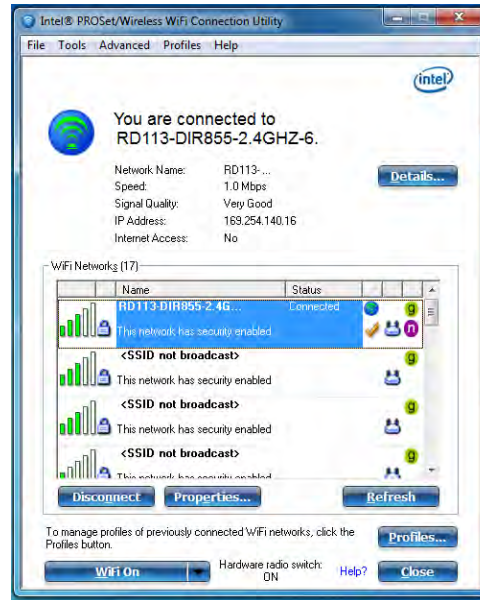 Intel® PROSet/Wireless WiFi Connection Utility
File Tools Advanced Profiles Help
intel
You are connected to
RD113-DIR855-2.4GHZ-6.
Network Name: RD113-...
Speed: 1.0 Mbps
Signal Quality: Very Good
IP Address: 169.254.140.16
Internet Access: No
Details...
WiFi Networks (17)
Name Status
RD113-DIR855-2.4G... Connected
g
This network has security enabled
n
<SSID not broadcast>
g
This network has security enabled
<SSID not broadcast>
g
This network has security enabled
<SSID not broadcast>
g
This network has security enabled
Disconnect Properties... Refresh
To manage profiles of previously connected WiFi networks, click the
Profiles button.
Profiles...
WiFi On
Hardware radio switch:
ON
Help?
Close